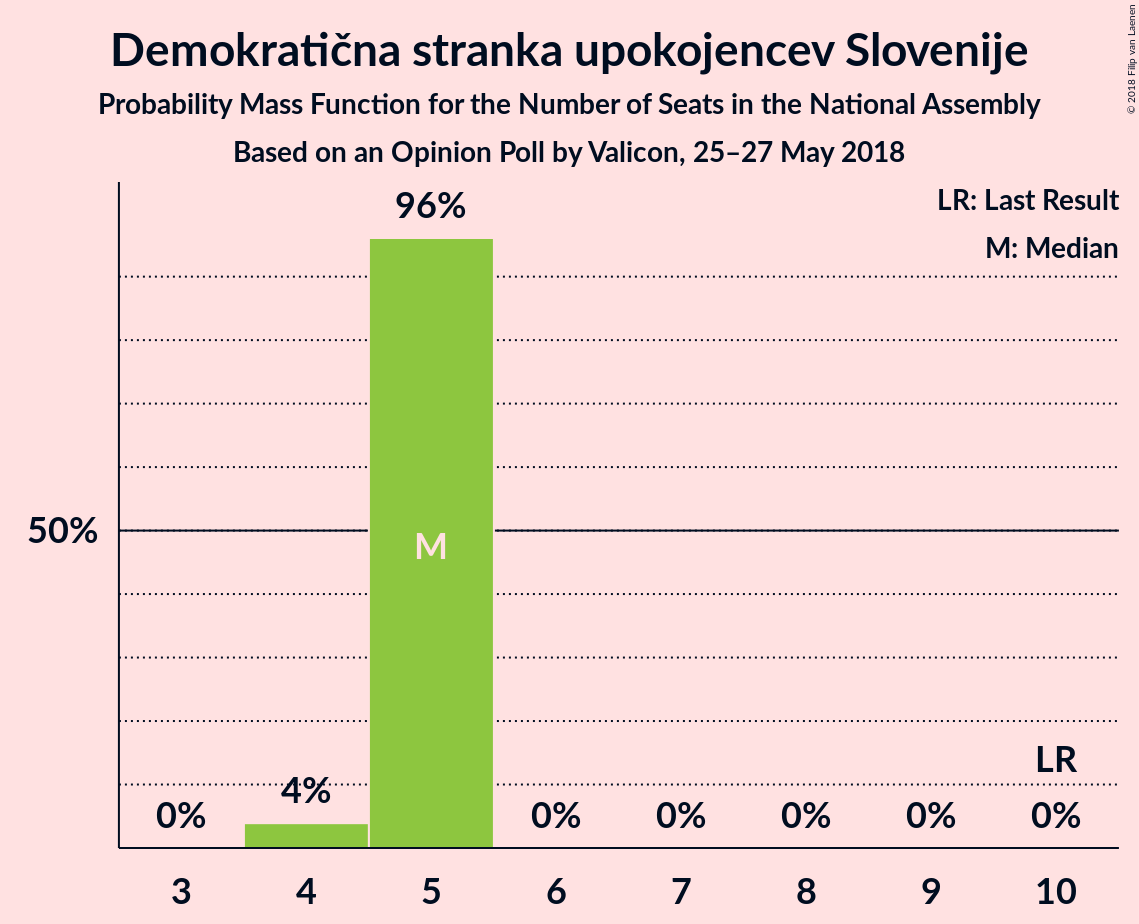 Demokratična stranka upokojencev Slovenije
Probability Mass Function for the Number of Seats in the National Assembly
Based on an Opinion Poll by Valicon, 25–27 May 2018
© 2018 Filip van Laenen
LR: Last Result
M: Median
96%
50%
M
LR
0%
4%
0%
0%
0%
0%
0%
3
4
5
6
7
8
9
10